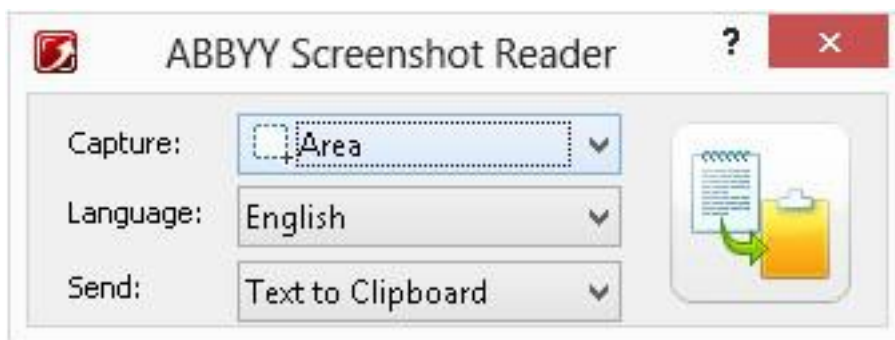 ABBYY Screenshot Reader ? ×
Capture: Area
Language: English
Send: Text to Clipboard